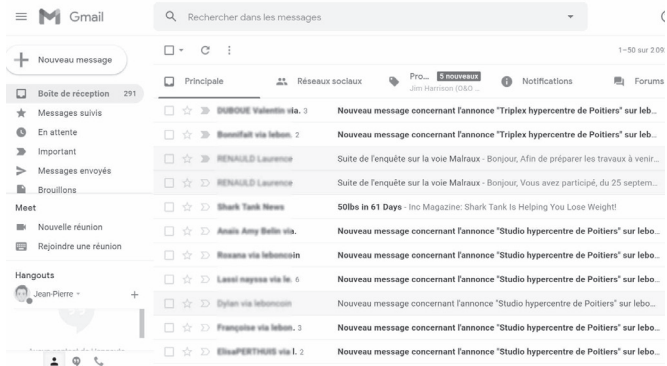 Gmail
Rechercher dans les messages
Nouveau message
1–50 sur 2 09
Principale
Réseaux sociaux
Pro... 5 nouveaux
Jim Harrison (O&O ...
Notifications
Forums
Boîte de réception 291
Messages suivis
En attente
Important
Messages envoyés
Brouillons
Meet
Nouvelle réunion
Rejoindre une réunion
Hangouts
Jean-Pierre
DUBOUE Valentin via. 3 Nouveau message concernant l'annonce "Triplex hypercentre de Poitiers" sur leb...
Bonnifait via lebon. 2 Nouveau message concernant l'annonce "Triplex hypercentre de Poitiers" sur leb...
RENAULD Laurence Suite de l'enquête sur la voie Malraux - Bonjour, Afin de préparer les travaux à venir...
RENAULD Laurence Suite de l'enquête sur la voie Malraux - Bonjour, Vous avez participé, du 25 septem...
Shark Tank News 50lbs in 61 Days - Inc Magazine: Shark Tank Is Helping You Lose Weight!
Anais Amy Belin via. Nouveau message concernant l'annonce "Studio hypercentre de Poitiers" sur lebo...
Roxana via leboncoin Nouveau message concernant l'annonce "Studio hypercentre de Poitiers" sur lebo...
Lassi nayssa via le. 6 Nouveau message concernant l'annonce "Studio hypercentre de Poitiers" sur lebo...
Dylan via leboncoin Nouveau message concernant l'annonce "Studio hypercentre de Poitiers" sur lebo...
Françoise via lebon. 3 Nouveau message concernant l'annonce "Studio hypercentre de Poitiers" sur lebo...
ElisaPERTHUIS via l. 2 Nouveau message concernant l'annonce "Studio hypercentre de Poitiers" sur lebo...